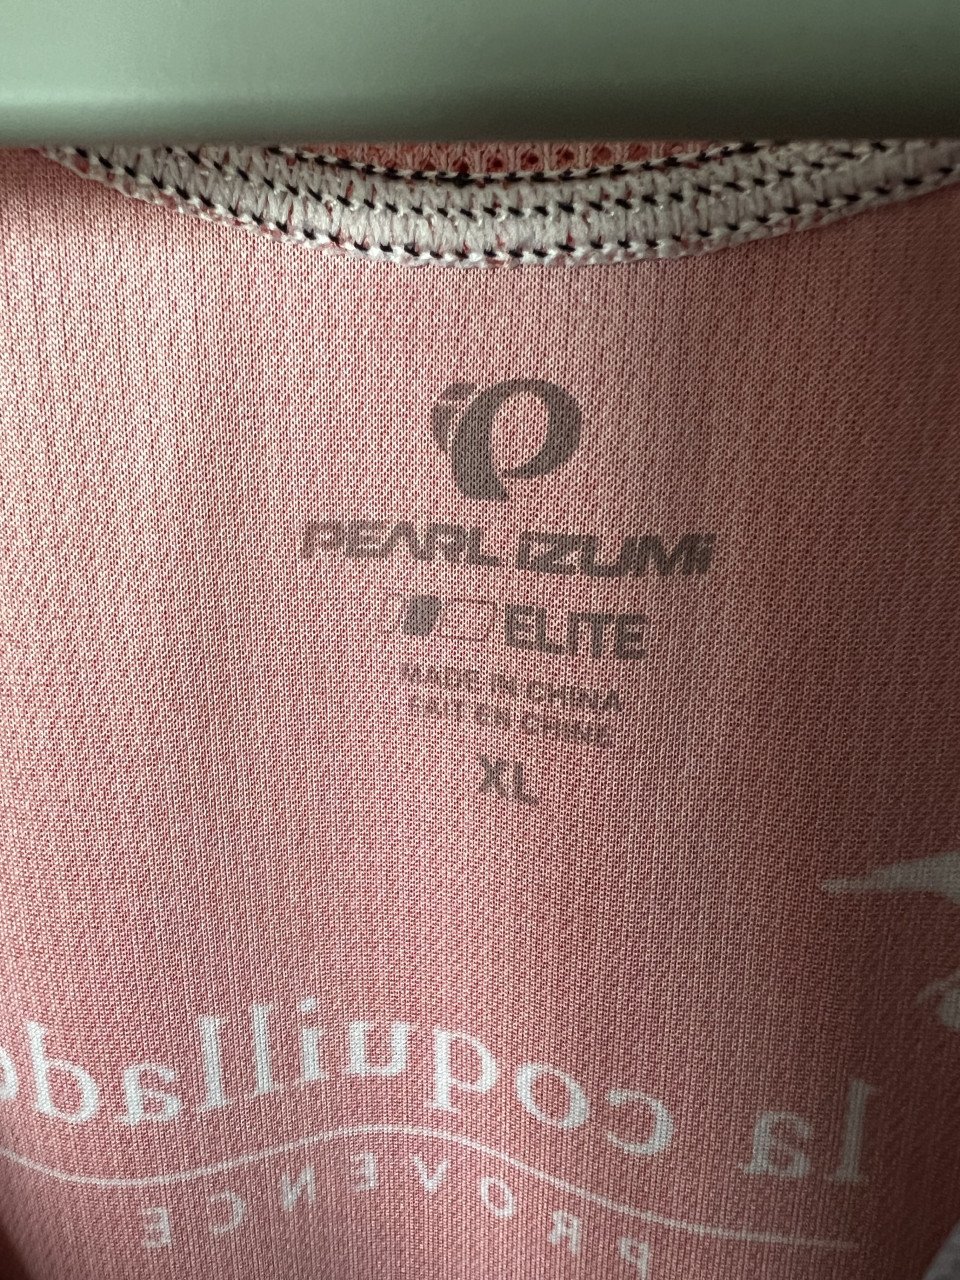 PEARL iZUMi
ELITE
MADE IN CHINA
FAIT EN CHINE
XL
la coquillade
PROVENCE